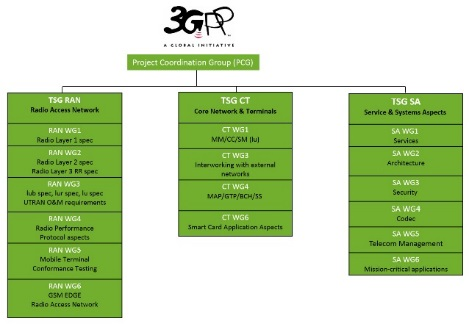 3GPP
A GLOBAL INITIATIVE
Project Coordination Group (PCG)
TSG RAN
Radio Access Network
RAN WG1
Radio Layer 1 spec
RAN WG2
Radio Layer 2 spec
Radio Layer 3 RR spec
RAN WG3
Iub spec, Iur spec, Iu spec
UTRAN O&M requirements
RAN WG4
Radio Performance
Protocol aspects
RAN WG5
Mobile Terminal
Conformance Testing
RAN WG6
GSM EDGE
Radio Access Network
TSG CT
Core Network & Terminals
CT WG1
MM/CC/SM (Iu)
CT WG3
Interworking with external
networks
CT WG4
MAP/GTP/BCH/SS
CT WG6
Smart Card Application Aspects
TSG SA
Service & Systems Aspects
SA WG1
Services
SA WG2
Architecture
SA WG3
Security
SA WG4
Codec
SA WG5
Telecom Management
SA WG6
Mission-critical applications